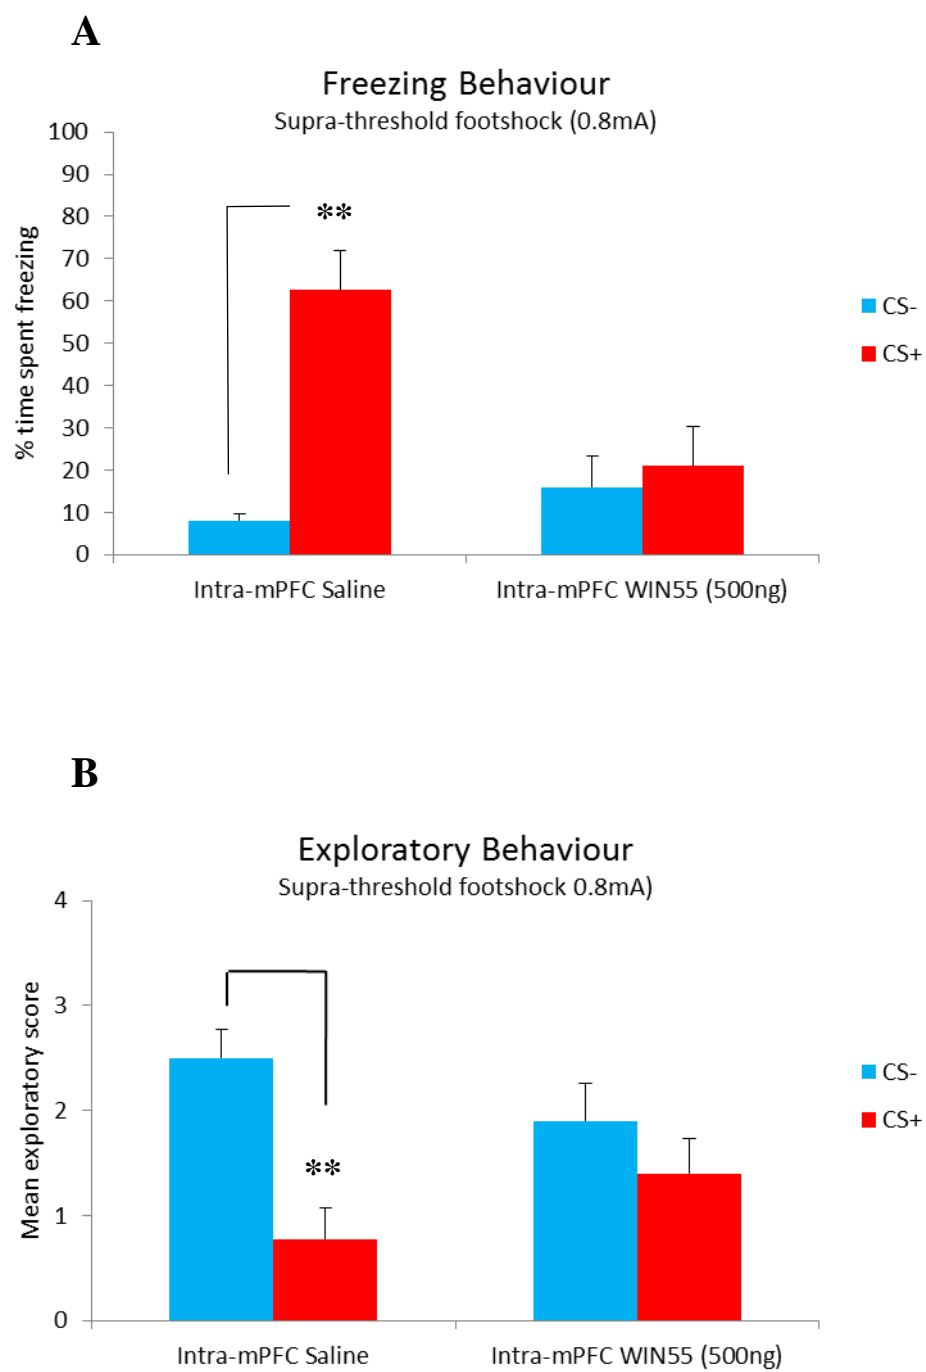 A
Freezing Behaviour
Supra-threshold footshock (0.8mA)
% time spent freezing
100
90
80
70
60
50
40
30
20
10
0
**
CS-
CS+
Intra-mPFC Saline
Intra-mPFC WIN55 (500ng)
B
Exploratory Behaviour
Supra-threshold footshock 0.8mA)
Mean exploratory score
4
3
2
1
0
**
CS-
CS+
Intra-mPFC Saline
Intra-mPFC WIN55 (500ng)